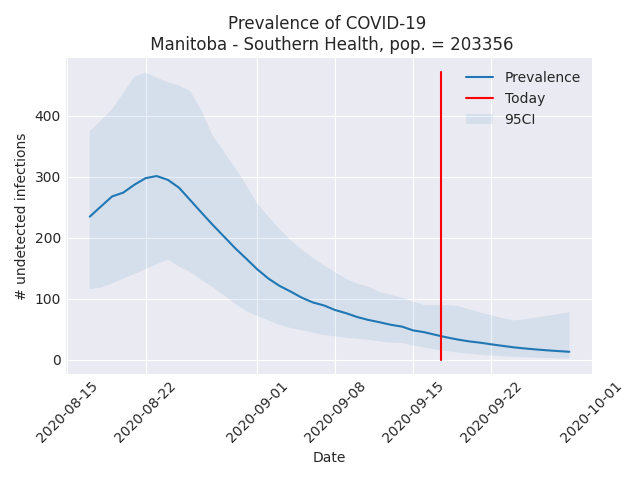 Prevalence of COVID-19
Manitoba - Southern Health, pop. = 203356
Prevalence
Today
95CI
# undetected infections
400
300
200
100
0
2020-08-15
2020-08-22
2020-09-01
2020-09-08
2020-09-15
2020-09-22
2020-10-01
Date